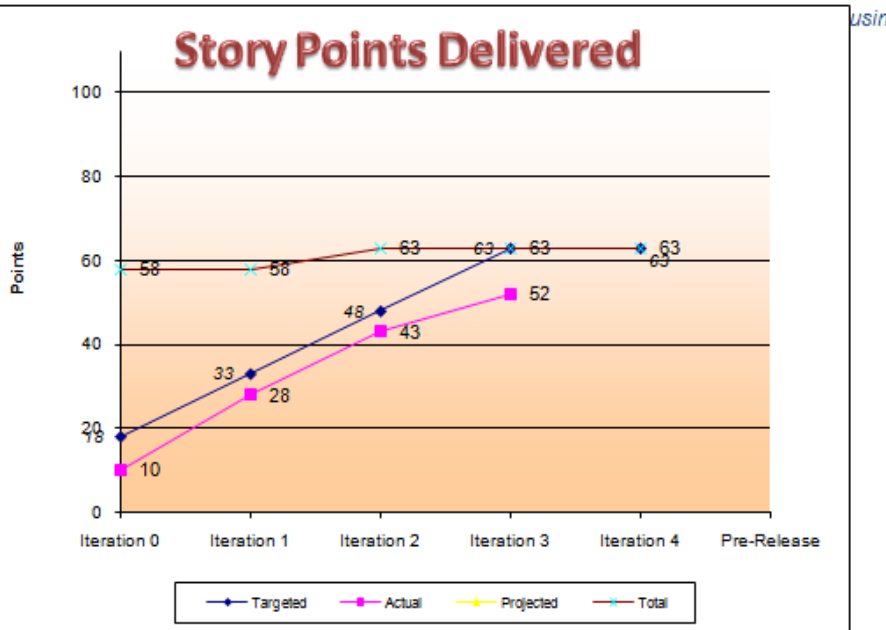 usin
Story Points Delivered
Points
100
80
60
40
20
0
58
58
63
63
63
63
63
48
52
43
33
28
18
10
Iteration 0
Iteration 1
Iteration 2
Iteration 3
Iteration 4
Pre-Release
Targeted
Actual
Projected
Total